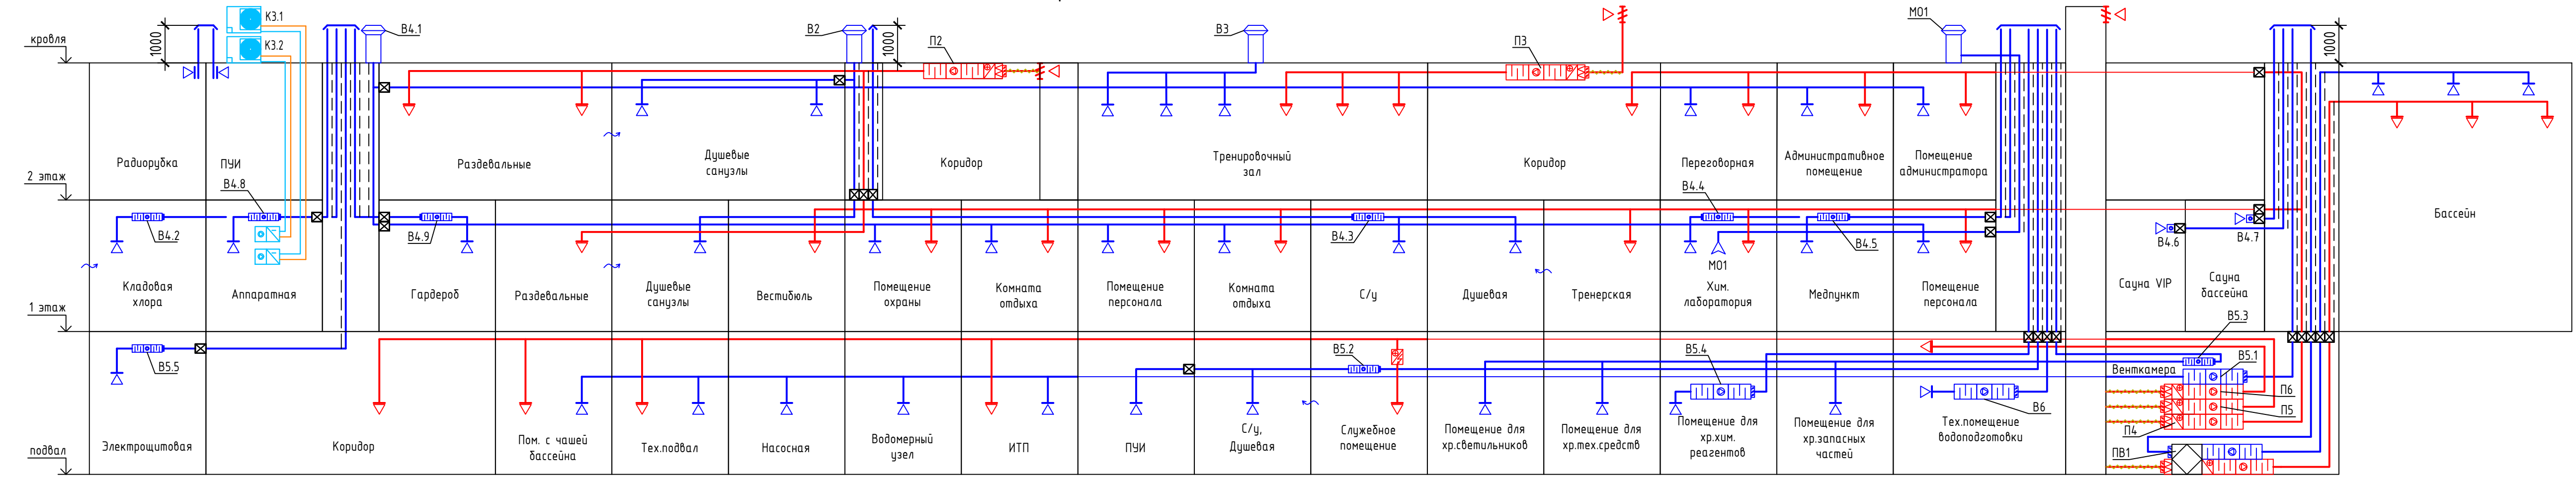 К3.1
К3.2
1000
В4.1
В2
1000
П2
В3
П3
М01
1000
кровля
Радиорубка
ПУИ
Раздевальные
Душевые
санузлы
Коридор
Тренировочный
зал
Коридор
Переговорная
Административное
помещение
Помещение
администратора
2 этаж
В4.8
В4.4
Бассейн
В4.2
В4.9
В4.3
М01
В4.5
В4.6
В4.7
Кладовая
хлора
Аппаратная
Гардероб
Раздевальные
Душевые
санузлы
Вестибюль
Помещение
охраны
Комната
отдыха
Помещение
персонала
Комната
отдыха
С/у
Душевая
Тренерская
Хим.
лаборатория
Медпункт
Помещение
персонала
Сауна VIP
Сауна
бассейна
1 этаж
В5.3
В5.5
В5.2
В5.4
В5.1
Венткамера
П6
В6
П5
П4
ПВ1
подвал
Электрощитовая
Коридор
Пом. с чашей
бассейна
Тех.подвал
Насосная
Водомерный
узел
ИТП
ПУИ
С/у,
Душевая
Служебное
помещение
Помещение для
хр.светильников
Помещение для
хр.тех.средств
Помещение для
хр.хим.
реагентов
Помещение для
хр.запасных
частей
Тех.помещение
водоподготовки